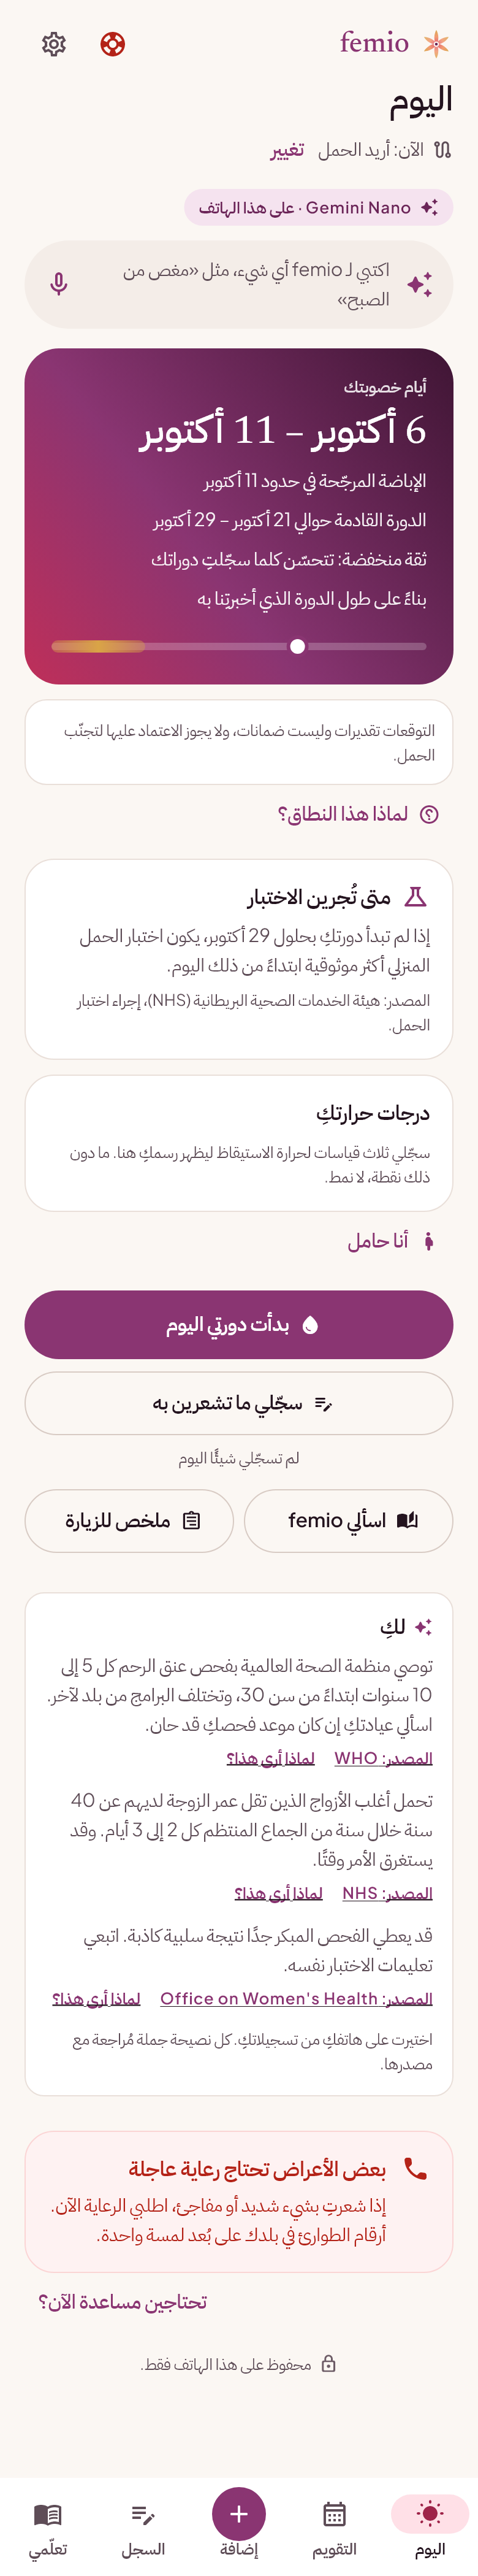 femio
اليوم
الآن: أريد الحمل تغيير
Gemini Nano · على هذا الهاتف
اكتبي لـ femio أي شيء، مثل «مغص من
الصبح»
أيام خصوبتك
6 أكتوبر – 11 أكتوبر
الإباضة المرجّحة في حدود 11 أكتوبر
الدورة القادمة حوالي 21 أكتوبر – 29 أكتوبر
ثقة منخفضة: تتحسّن كلما سجّلتِ دوراتك
بناءً على طول الدورة الذي أخبرتِنا به
التوقعات تقديرات وليست ضمانات، ولا يجوز الاعتماد عليها لتجنّب
الحمل.
لماذا هذا النطاق؟
متى تُجرين الاختبار
إذا لم تبدأ دورتكِ بحلول 29 أكتوبر، يكون اختبار الحمل
المنزلي أكثر موثوقية ابتداءً من ذلك اليوم.
المصدر: هيئة الخدمات الصحية البريطانية (NHS)، إجراء اختبار
الحمل.
درجات حرارتكِ
سجّلي ثلاث قياسات لحرارة الاستيقاظ ليظهر رسمكِ هنا. ما دون
ذلك نقطة، لا نمط.
أنا حامل
بدأت دورتي اليوم
سجّلي ما تشعرين به
لم تسجّلي شيئًا اليوم
اسألي femio
ملخص للزيارة
لكِ
توصي منظمة الصحة العالمية بفحص عنق الرحم كل 5 إلى
10 سنوات ابتداءً من سن 30، وتختلف البرامج من بلد لآخر.
اسألي عيادتكِ إن كان موعد فحصكِ قد حان.
المصدر: WHO لماذا أرى هذا؟
تحمل أغلب الأزواج الذين تقل عمر الزوجة لديهم عن 40
سنة خلال سنة من الجماع المنتظم كل 2 إلى 3 أيام. وقد
يستغرق الأمر وقتًا.
المصدر: NHS لماذا أرى هذا؟
قد يعطي الفحص المبكر جدًا نتيجة سلبية كاذبة. اتبعي
تعليمات الاختبار نفسه.
المصدر: Office on Women's Health لماذا أرى هذا؟
اختيرت على هاتفكِ من تسجيلاتكِ. كل نصيحة جملة مُراجعة مع
مصدرها.
بعض الأعراض تحتاج رعاية عاجلة
إذا شعرتِ بشيء شديد أو مفاجئ، اطلبي الرعاية الآن.
أرقام الطوارئ في بلدك على بُعد لمسة واحدة.
تحتاجين مساعدة الآن؟
محفوظ على هذا الهاتف فقط.
اليوم
التقويم
إضافة
السجل
تعلّمي